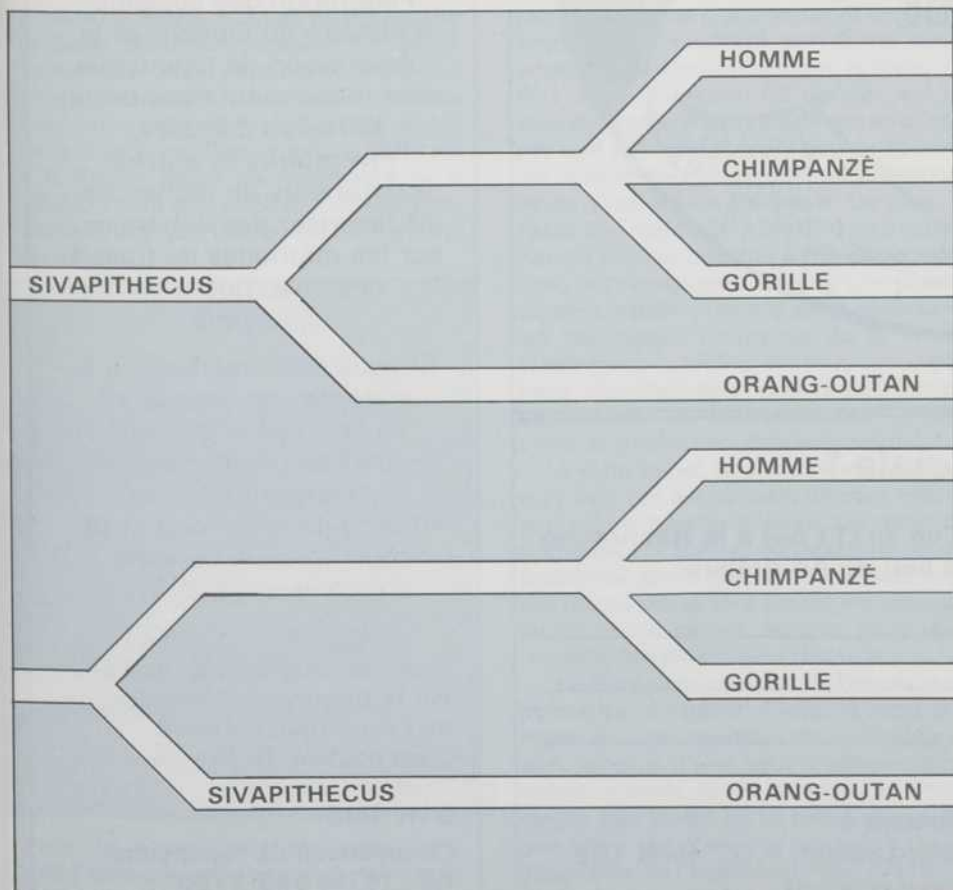 HOMME
CHIMPANZÉ
GORILLE
SIVAPITHECUS
ORANG-OUTAN
HOMME
CHIMPANZÉ
GORILLE
SIVAPITHECUS
ORANG-OUTAN